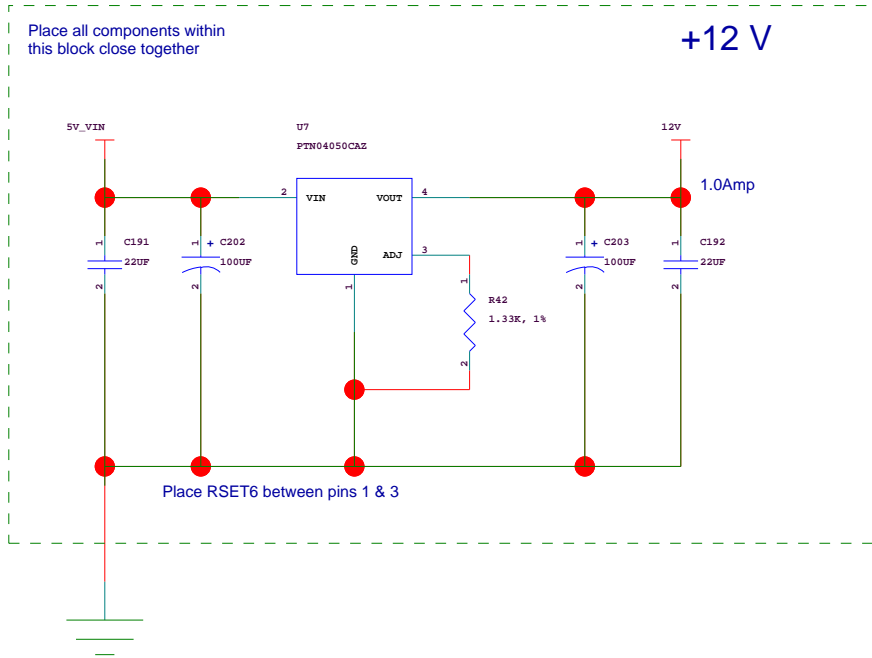 Place all components within
this block close together
+12 V
5V_VIN
U7
PTN04050CAZ
12V
1.0Amp
2
VIN
VOUT
4
1
C191
22UF
2
1
+
C202
100UF
2
GND
1
ADJ
3
1
R42
1.33K, 1%
2
1
+
C203
100UF
2
1
C192
22UF
2
Place RSET6 between pins 1 & 3